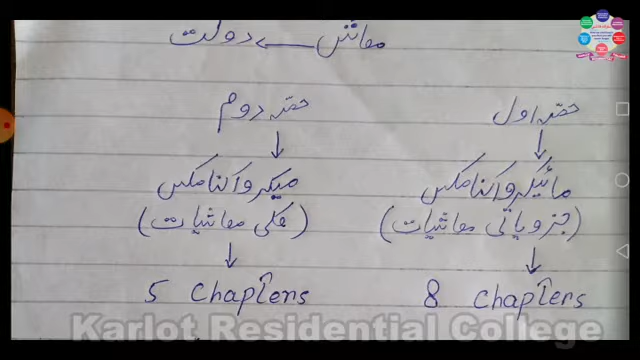 معاش ← دولت
حصہ اول    حصہ دوم
↓    ↓
مائیکرو اکنامکس    میکرو اکنامکس
(جزویاتی معاشیات)    (کلی معاشیات)
↓    ↓
8 Chapters    5 Chapters
Karlot Residential College